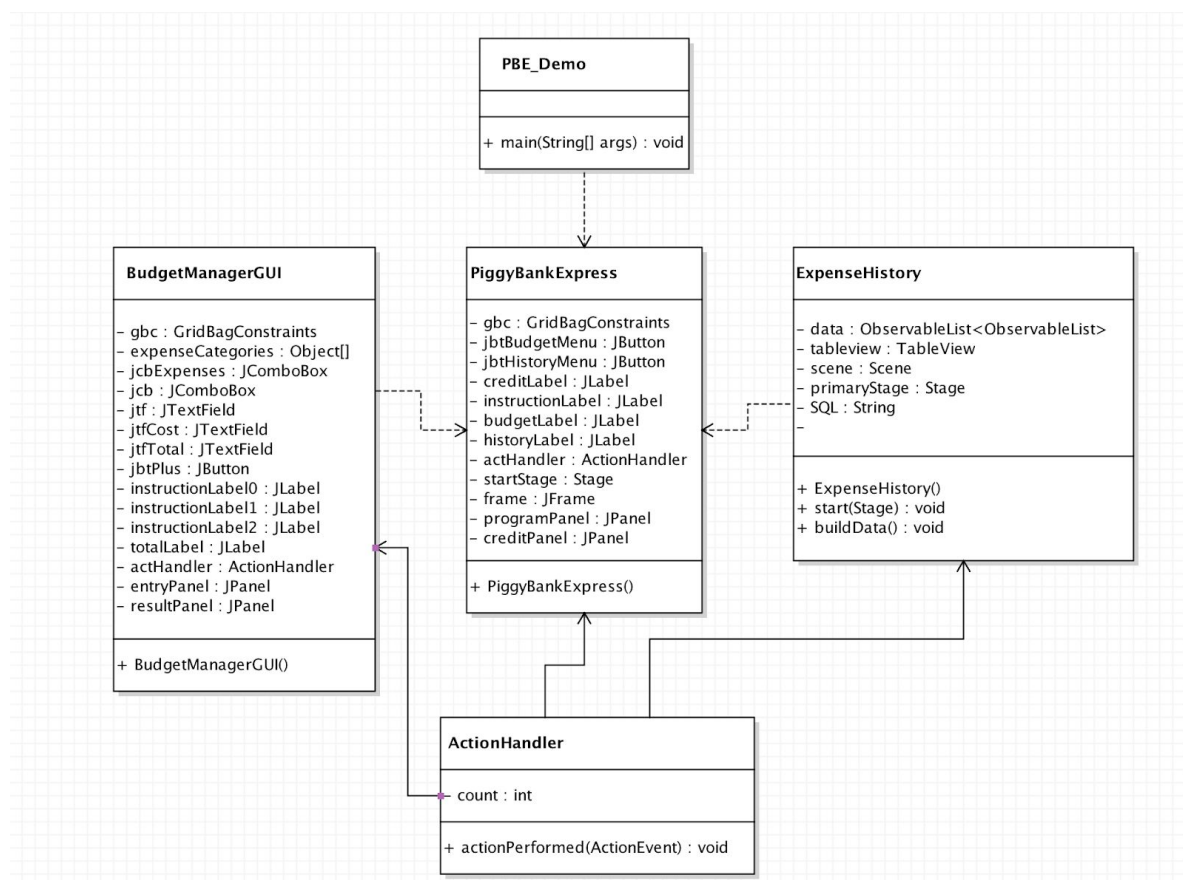 PBE_Demo
+ main(String[] args) : void
BudgetManagerGUI
- gbc : GridBagConstraints
- expenseCategories : Object[]
- jcbExpenses : JComboBox
- jcb : JComboBox
- jtf : JTextField
- jtfCost : JTextField
- jtfTotal : JTextField
- jbtPlus : JButton
- instructionLabel0 : JLabel
- instructionLabel1 : JLabel
- instructionLabel2 : JLabel
- totalLabel : JLabel
- actHandler : ActionHandler
- entryPanel : JPanel
- resultPanel : JPanel
+ BudgetManagerGUI()
PiggyBankExpress
- gbc : GridBagConstraints
- jbtBudgetMenu : JButton
- jbtHistoryMenu : JButton
- creditLabel : JLabel
- instructionLabel : JLabel
- budgetLabel : JLabel
- historyLabel : JLabel
- actHandler : ActionHandler
- startStage : Stage
- frame : JFrame
- programPanel : JPanel
- creditPanel : JPanel
+ PiggyBankExpress()
ExpenseHistory
- data : ObservableList<ObservableList>
- tableview : TableView
- scene : Scene
- primaryStage : Stage
- SQL : String
-
+ ExpenseHistory()
+ start(Stage) : void
+ buildData() : void
ActionHandler
- count : int
+ actionPerformed(ActionEvent) : void